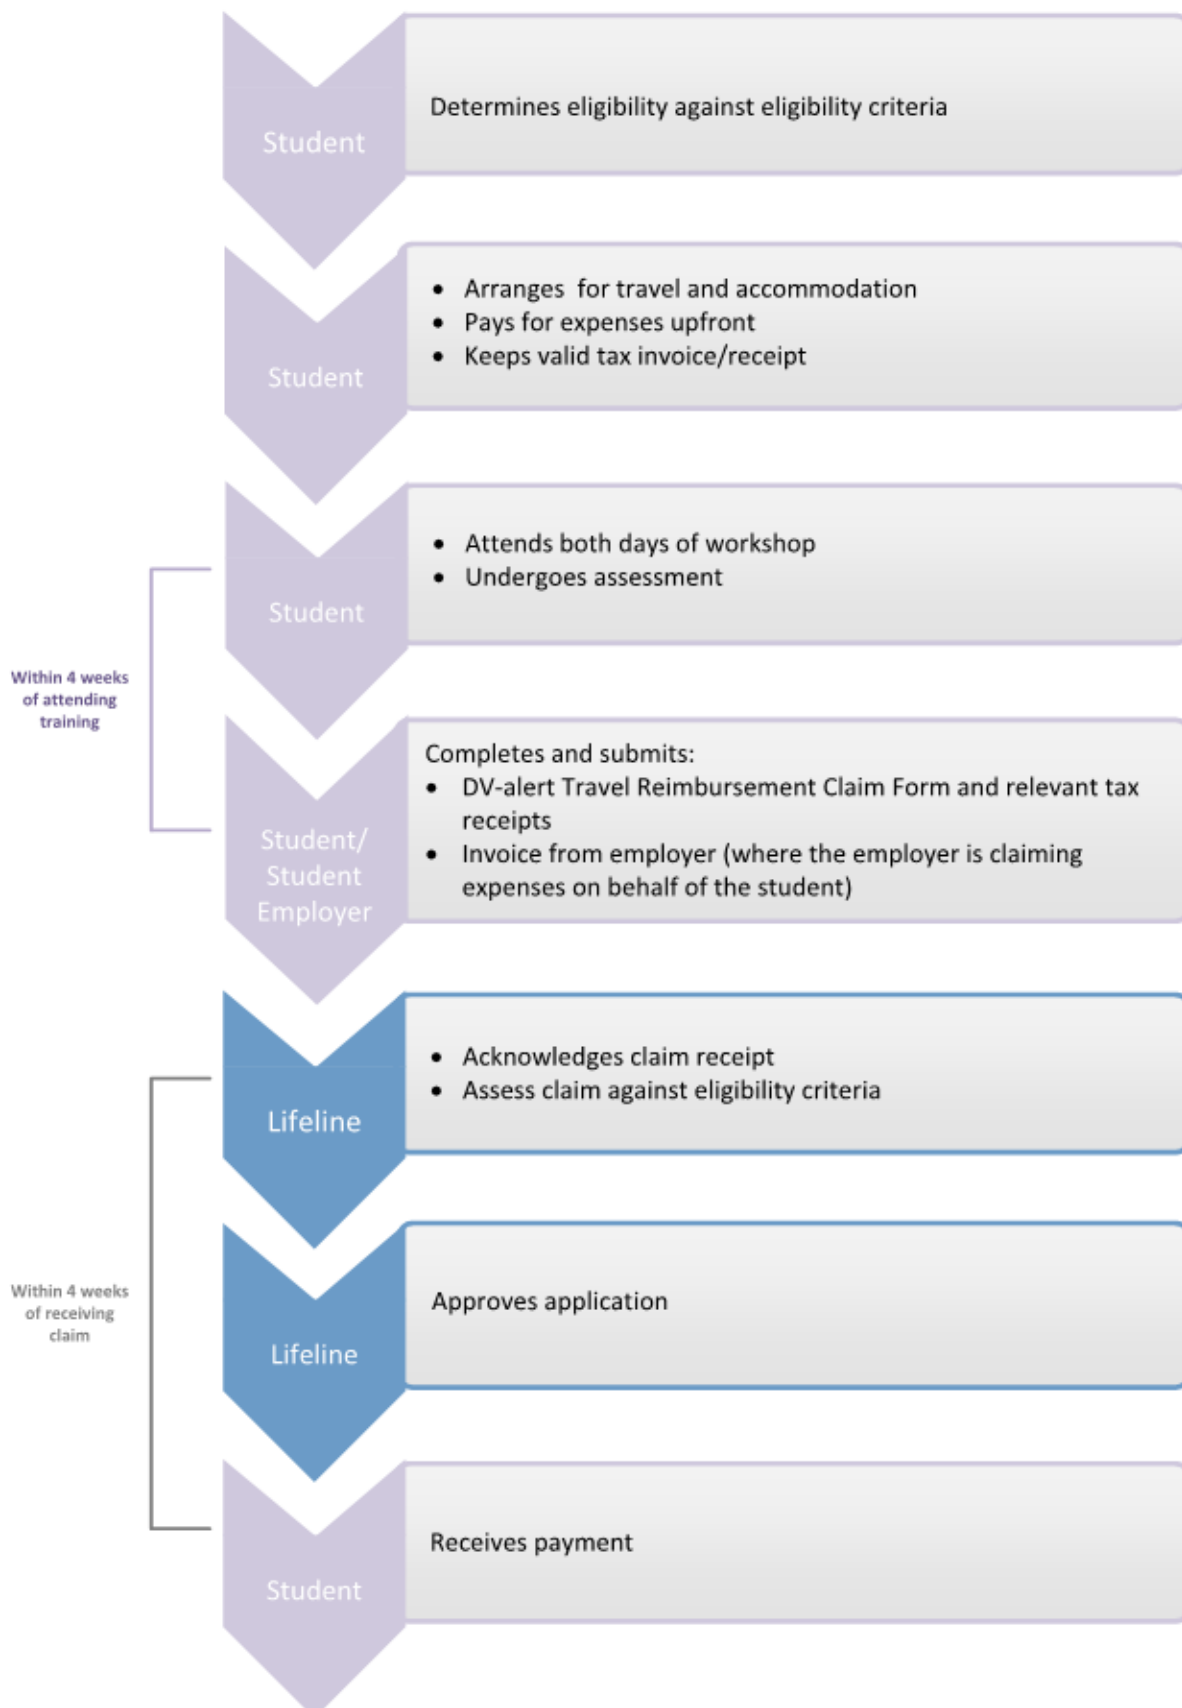 Student
Determines eligibility against eligibility criteria
Student
• Arranges  for travel and accommodation
• Pays for expenses upfront
• Keeps valid tax invoice/receipt
Student
• Attends both days of workshop
• Undergoes assessment
Within 4 weeks
of attending
training
Student/
Student
Employer
Completes and submits:
• DV-alert Travel Reimbursement Claim Form and relevant tax
receipts
• Invoice from employer (where the employer is claiming
expenses on behalf of the student)
Lifeline
• Acknowledges claim receipt
• Assess claim against eligibility criteria
Within 4 weeks
of receiving
claim
Lifeline
Approves application
Student
Receives payment